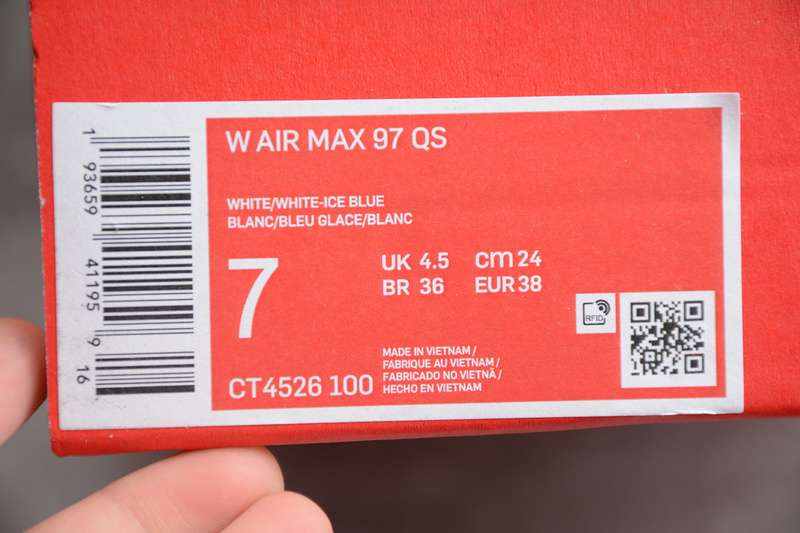 1 93659 41195 9 16
W AIR MAX 97 QS
WHITE/WHITE-ICE BLUE
BLANC/BLEU GLACE/BLANC
7
UK 4.5 cm 24
BR 36 EUR 38
RFID
CT4526 100
MADE IN VIETNAM /
FABRIQUE AU VIETNAM /
FABRICADO NO VIETNÃ /
HECHO EN VIETNAM